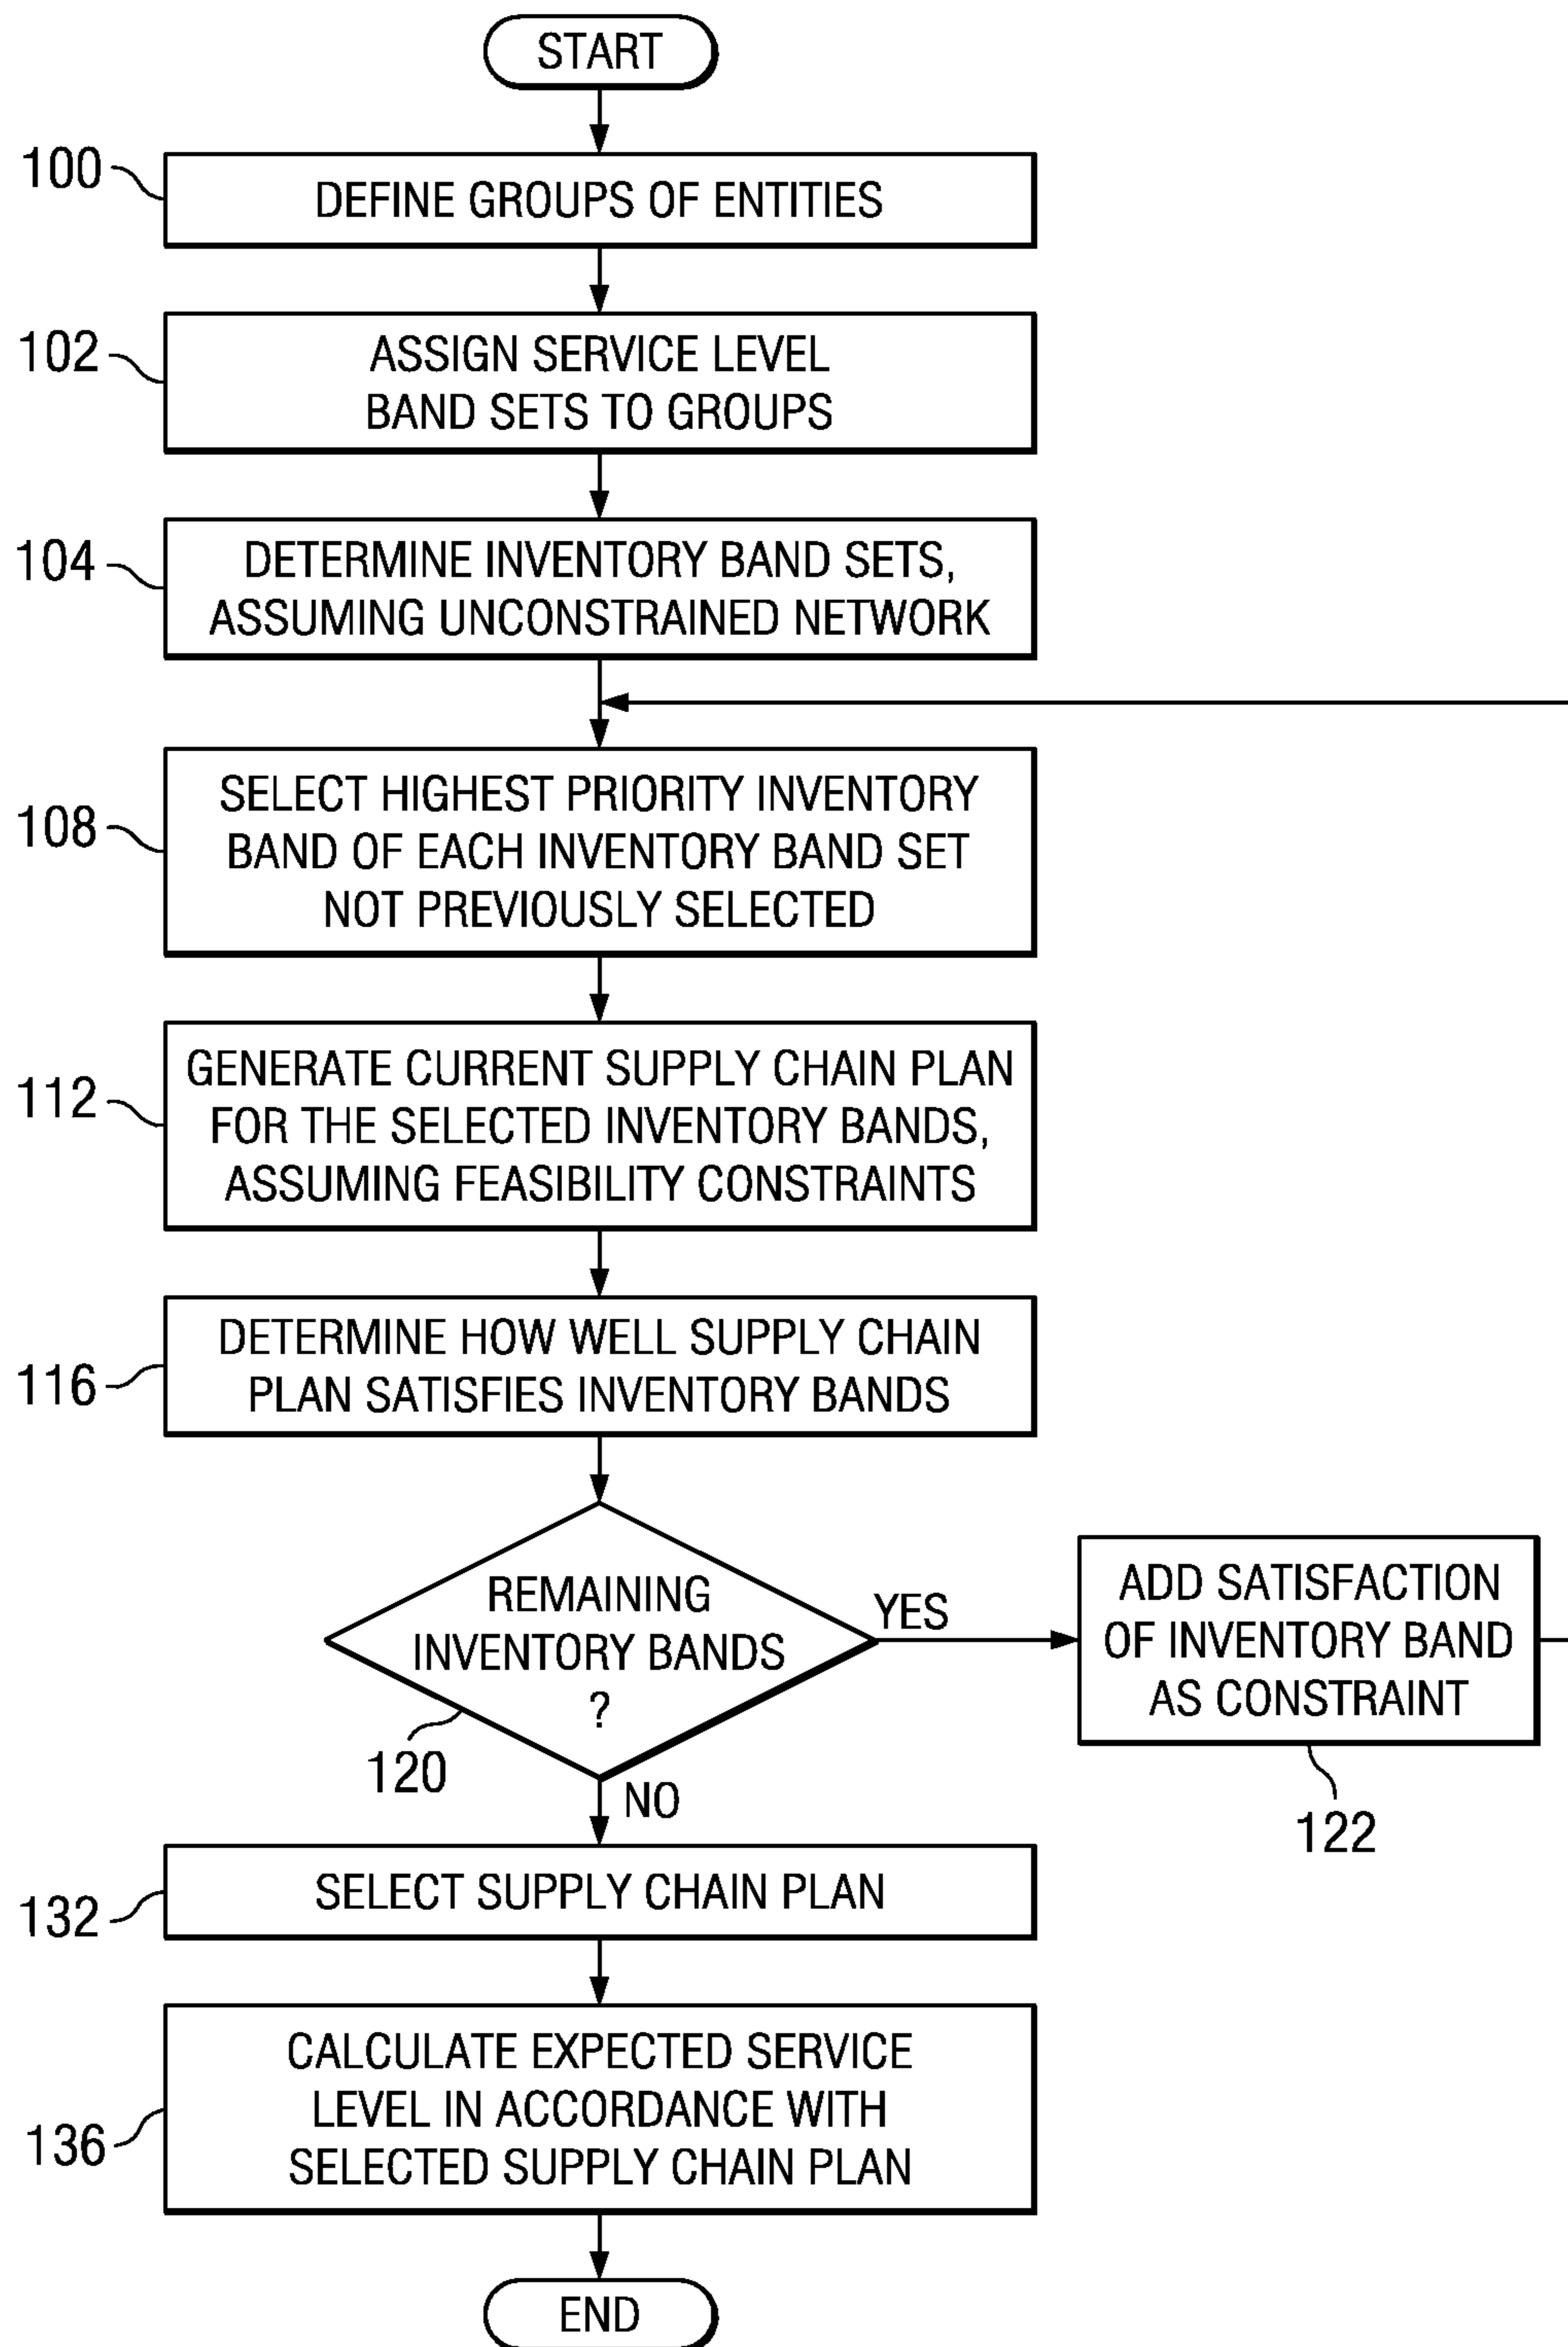 START
100
DEFINE GROUPS OF ENTITIES
102
ASSIGN SERVICE LEVEL
BAND SETS TO GROUPS
104
DETERMINE INVENTORY BAND SETS,
ASSUMING UNCONSTRAINED NETWORK
108
SELECT HIGHEST PRIORITY INVENTORY
BAND OF EACH INVENTORY BAND SET
NOT PREVIOUSLY SELECTED
112
GENERATE CURRENT SUPPLY CHAIN PLAN
FOR THE SELECTED INVENTORY BANDS,
ASSUMING FEASIBILITY CONSTRAINTS
116
DETERMINE HOW WELL SUPPLY CHAIN
PLAN SATISFIES INVENTORY BANDS
REMAINING
INVENTORY BANDS
?
120
YES
ADD SATISFACTION
OF INVENTORY BAND
AS CONSTRAINT
122
NO
132
SELECT SUPPLY CHAIN PLAN
136
CALCULATE EXPECTED SERVICE
LEVEL IN ACCORDANCE WITH
SELECTED SUPPLY CHAIN PLAN
END